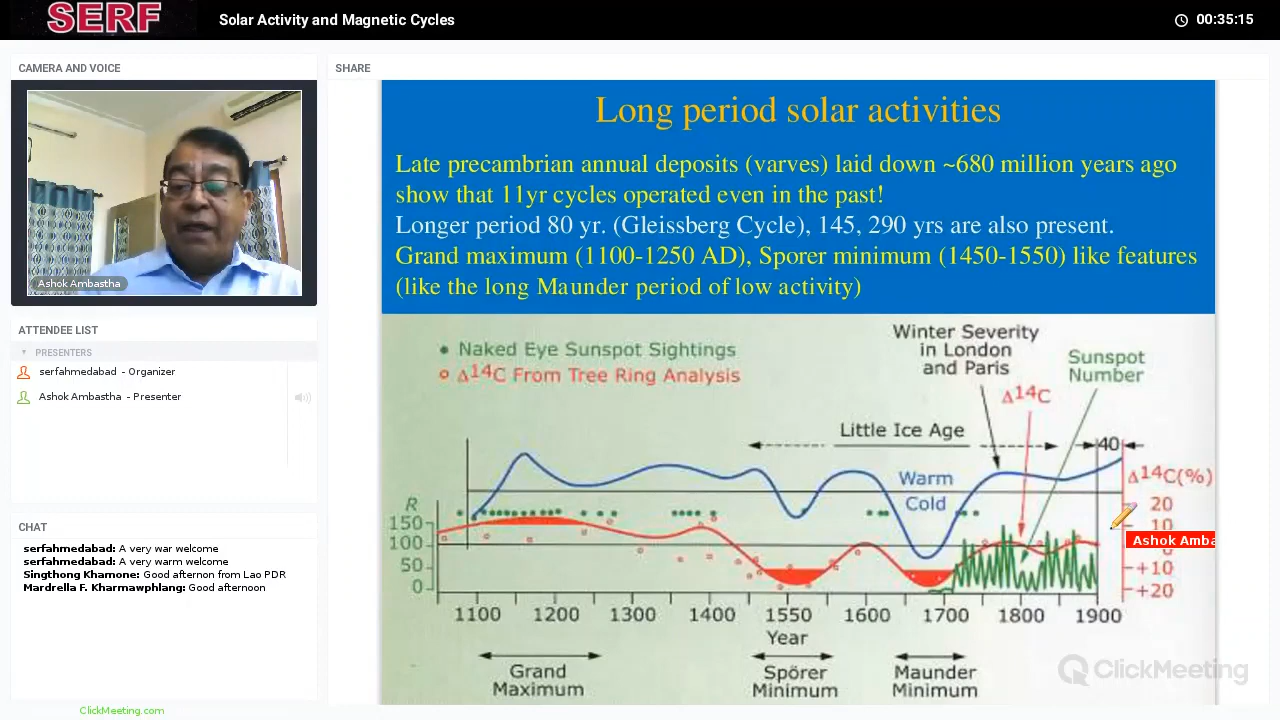 SERF
Solar Activity and Magnetic Cycles
00:35:15
CAMERA AND VOICE
Ashok Ambastha
ATTENDEE LIST
PRESENTERS
serfahmedabad - Organizer
Ashok Ambastha - Presenter
CHAT
serfahmedabad: A very war welcome
serfahmedabad: A very warm welcome
Singthong Khamone: Good afternon from Lao PDR
Mardrella F. Kharmawphlang: Good afternoon
ClickMeeting.com
SHARE
Long period solar activities
Late precambrian annual deposits (varves) laid down ~680 million years ago
show that 11yr cycles operated even in the past!
Longer period 80 yr. (Gleissberg Cycle), 145, 290 yrs are also present.
Grand maximum (1100-1250 AD), Sporer minimum (1450-1550) like features
(like the long Maunder period of low activity)
Naked Eye Sunspot Sightings
Δ14C From Tree Ring Analysis
Winter Severity
in London
and Paris
Sunspot
Number
Δ14C
Little Ice Age
40
Warm
Cold
Δ14C(%)
20
10
+10
+20
Ashok Amba
R
150
100
50
0
1100 1200 1300 1400 1550 1600 1700 1800 1900
Year
Grand
Maximum
Spörer
Minimum
Maunder
Minimum
ClickMeeting